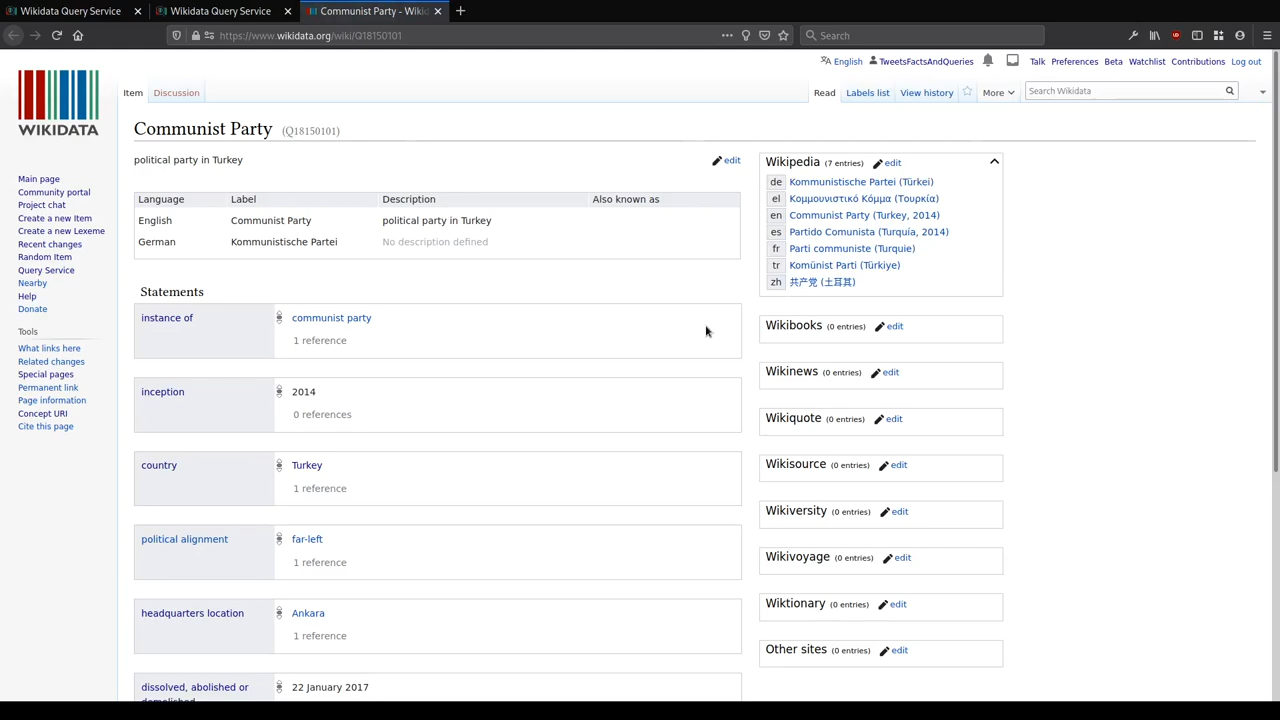 Wikidata Query Service
Wikidata Query Service
Communist Party - Wikid
https://www.wikidata.org/wiki/Q18150101
Search
English
TweetsFactsAndQueries
Talk
Preferences
Beta
Watchlist
Contributions
Log out
WIKIDATA
Item
Discussion
Read
Labels list
View history
More
Search Wikidata
Main page
Community portal
Project chat
Create a new Item
Create a new Lexeme
Recent changes
Random Item
Query Service
Nearby
Help
Donate
Tools
What links here
Related changes
Special pages
Permanent link
Page information
Concept URI
Cite this page
Communist Party (Q18150101)
political party in Turkey
edit
Language Label Description Also known as
English Communist Party political party in Turkey
German Kommunistische Partei No description defined
Statements
instance of
communist party
1 reference
inception
2014
0 references
country
Turkey
1 reference
political alignment
far-left
1 reference
headquarters location
Ankara
1 reference
dissolved, abolished or
22 January 2017
Wikipedia (7 entries) edit
de Kommunistische Partei (Türkei)
el Κομμουνιστικό Κόμμα (Τουρκία)
en Communist Party (Turkey, 2014)
es Partido Comunista (Turquía, 2014)
fr Parti communiste (Turquie)
tr Komünist Parti (Türkiye)
zh 共产党 (土耳其)
Wikibooks (0 entries) edit
Wikinews (0 entries) edit
Wikiquote (0 entries) edit
Wikisource (0 entries) edit
Wikiversity (0 entries) edit
Wikivoyage (0 entries) edit
Wiktionary (0 entries) edit
Other sites (0 entries) edit